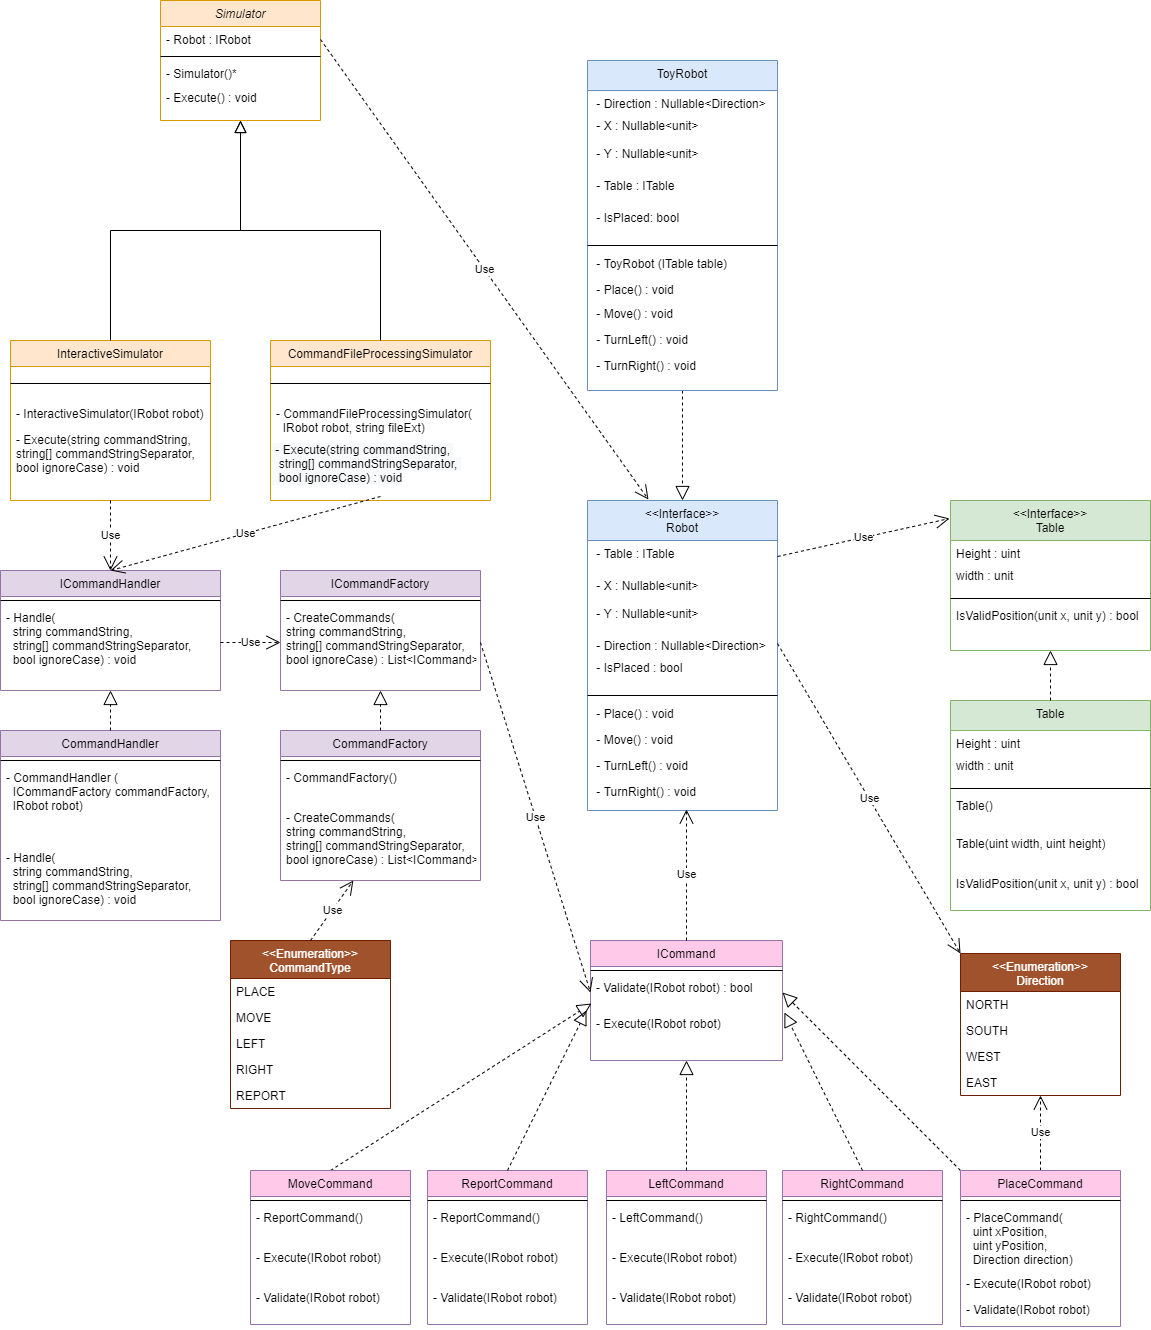 Simulator
- Robot : IRobot
- Simulator()*
- Execute() : void
ToyRobot
- Direction : Nullable<Direction>
- X : Nullable<unit>
- Y : Nullable<unit>
- Table : ITable
- IsPlaced: bool
- ToyRobot (ITable table)
- Place() : void
- Move() : void
- TurnLeft() : void
- TurnRight() : void
Use
InteractiveSimulator
- InteractiveSimulator(IRobot robot)
- Execute(string commandString,
string[] commandStringSeparator,
bool ignoreCase) : void
CommandFileProcessingSimulator
- CommandFileProcessingSimulator(
IRobot robot, string fileExt)
- Execute(string commandString,
string[] commandStringSeparator,
bool ignoreCase) : void
Use
Use
ICommandHandler
- Handle(
string commandString,
string[] commandStringSeparator,
bool ignoreCase) : void
Use
ICommandFactory
- CreateCommands(
string commandString,
string[] commandStringSeparator,
bool ignoreCase) : List<ICommand>
<<Interface>>
Robot
- Table : ITable
- X : Nullable<unit>
- Y : Nullable<unit>
- Direction : Nullable<Direction>
- IsPlaced : bool
- Place() : void
- Move() : void
- TurnLeft() : void
- TurnRight() : void
Use
<<Interface>>
Table
Height : uint
width : unit
IsValidPosition(unit x, unit y) : bool
Table
Height : uint
width : unit
Table()
Table(uint width, uint height)
IsValidPosition(unit x, unit y) : bool
CommandHandler
- CommandHandler (
ICommandFactory commandFactory,
IRobot robot)
- Handle(
string commandString,
string[] commandStringSeparator,
bool ignoreCase) : void
CommandFactory
- CommandFactory()
- CreateCommands(
string commandString,
string[] commandStringSeparator,
bool ignoreCase) : List<ICommand>
Use
Use
Use
Use
<<Enumeration>>
CommandType
PLACE
MOVE
LEFT
RIGHT
REPORT
ICommand
- Validate(IRobot robot) : bool
- Execute(IRobot robot)
<<Enumeration>>
Direction
NORTH
SOUTH
WEST
EAST
Use
MoveCommand
- ReportCommand()
- Execute(IRobot robot)
- Validate(IRobot robot)
ReportCommand
- ReportCommand()
- Execute(IRobot robot)
- Validate(IRobot robot)
LeftCommand
- LeftCommand()
- Execute(IRobot robot)
- Validate(IRobot robot)
RightCommand
- RightCommand()
- Execute(IRobot robot)
- Validate(IRobot robot)
PlaceCommand
- PlaceCommand(
uint xPosition,
uint yPosition,
Direction direction)
- Execute(IRobot robot)
- Validate(IRobot robot)